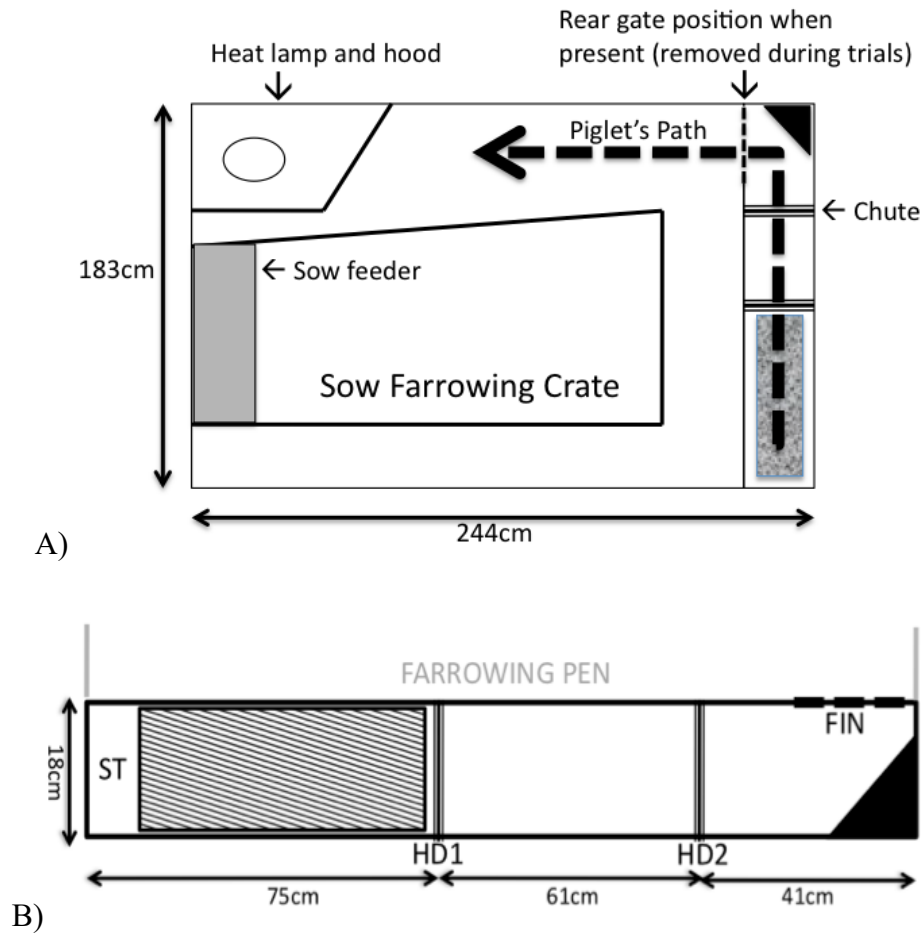 Rear gate position when
present (removed during trials)
Heat lamp and hood
Piglet's Path
← Chute
183cm
← Sow feeder
Sow Farrowing Crate
244cm
A)
FARROWING PEN
FIN
ST
18cm
HD1
HD2
75cm
61cm
41cm
B)